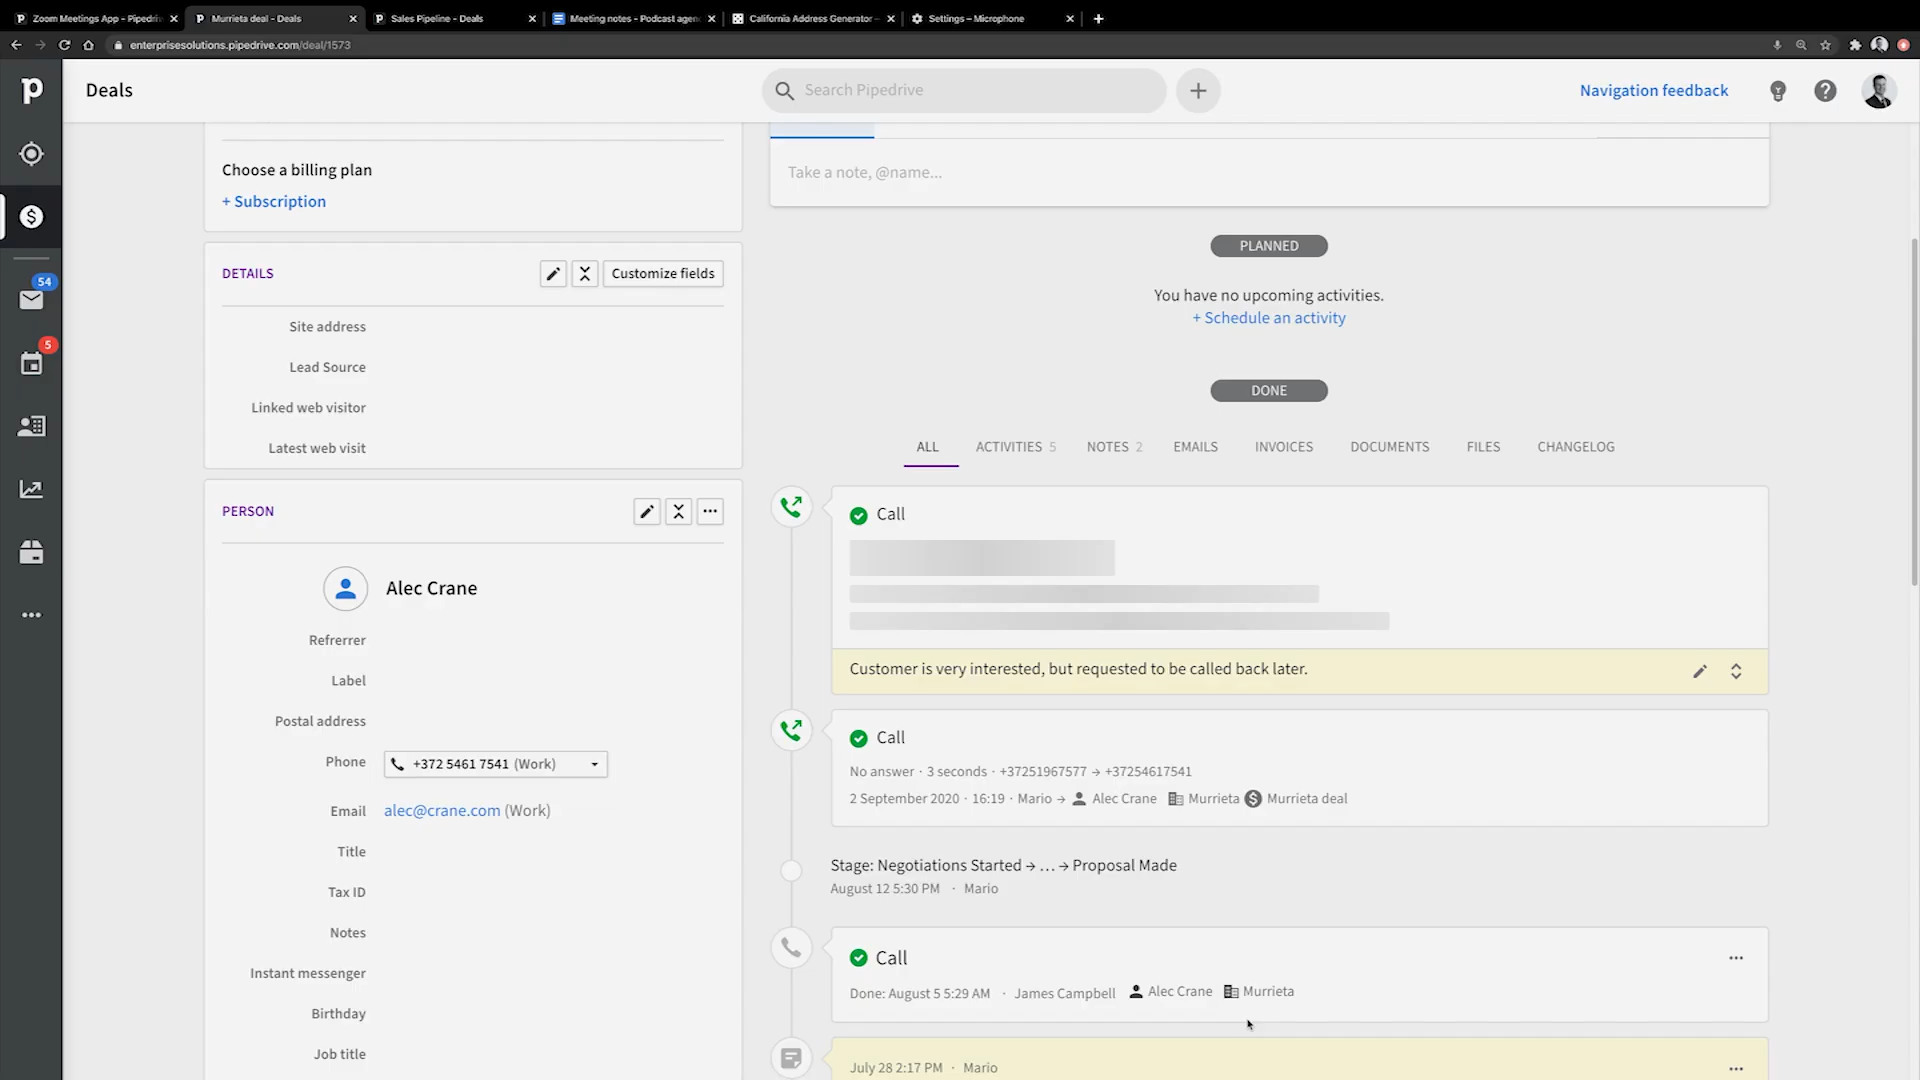 Zoom Meetings App - Pipedriv
Murrieta deal - Deals
Sales Pipeline - Deals
Meeting notes - Podcast agen
California Address Generator -
Settings – Microphone
enterprisesolutions.pipedrive.com/deal/1573
Deals
Search Pipedrive
Navigation feedback
Choose a billing plan
+ Subscription
Take a note, @name...
PLANNED
You have no upcoming activities.
+ Schedule an activity
DONE
54
5
DETAILS
Customize fields
Site address
Lead Source
Linked web visitor
Latest web visit
PERSON
Alec Crane
Refrerrer
Label
Postal address
Phone +372 5461 7541 (Work)
Email alec@crane.com (Work)
Title
Tax ID
Notes
Instant messenger
Birthday
Job title
ALL ACTIVITIES 5 NOTES 2 EMAILS INVOICES DOCUMENTS FILES CHANGELOG
Call
Customer is very interested, but requested to be called back later.
Call
No answer · 3 seconds · +37251967577 → +37254617541
2 September 2020 · 16:19 · Mario → Alec Crane Murrieta Murrieta deal
Stage: Negotiations Started → … → Proposal Made
August 12 5:30 PM · Mario
Call
Done: August 5 5:29 AM · James Campbell Alec Crane Murrieta
July 28 2:17 PM · Mario